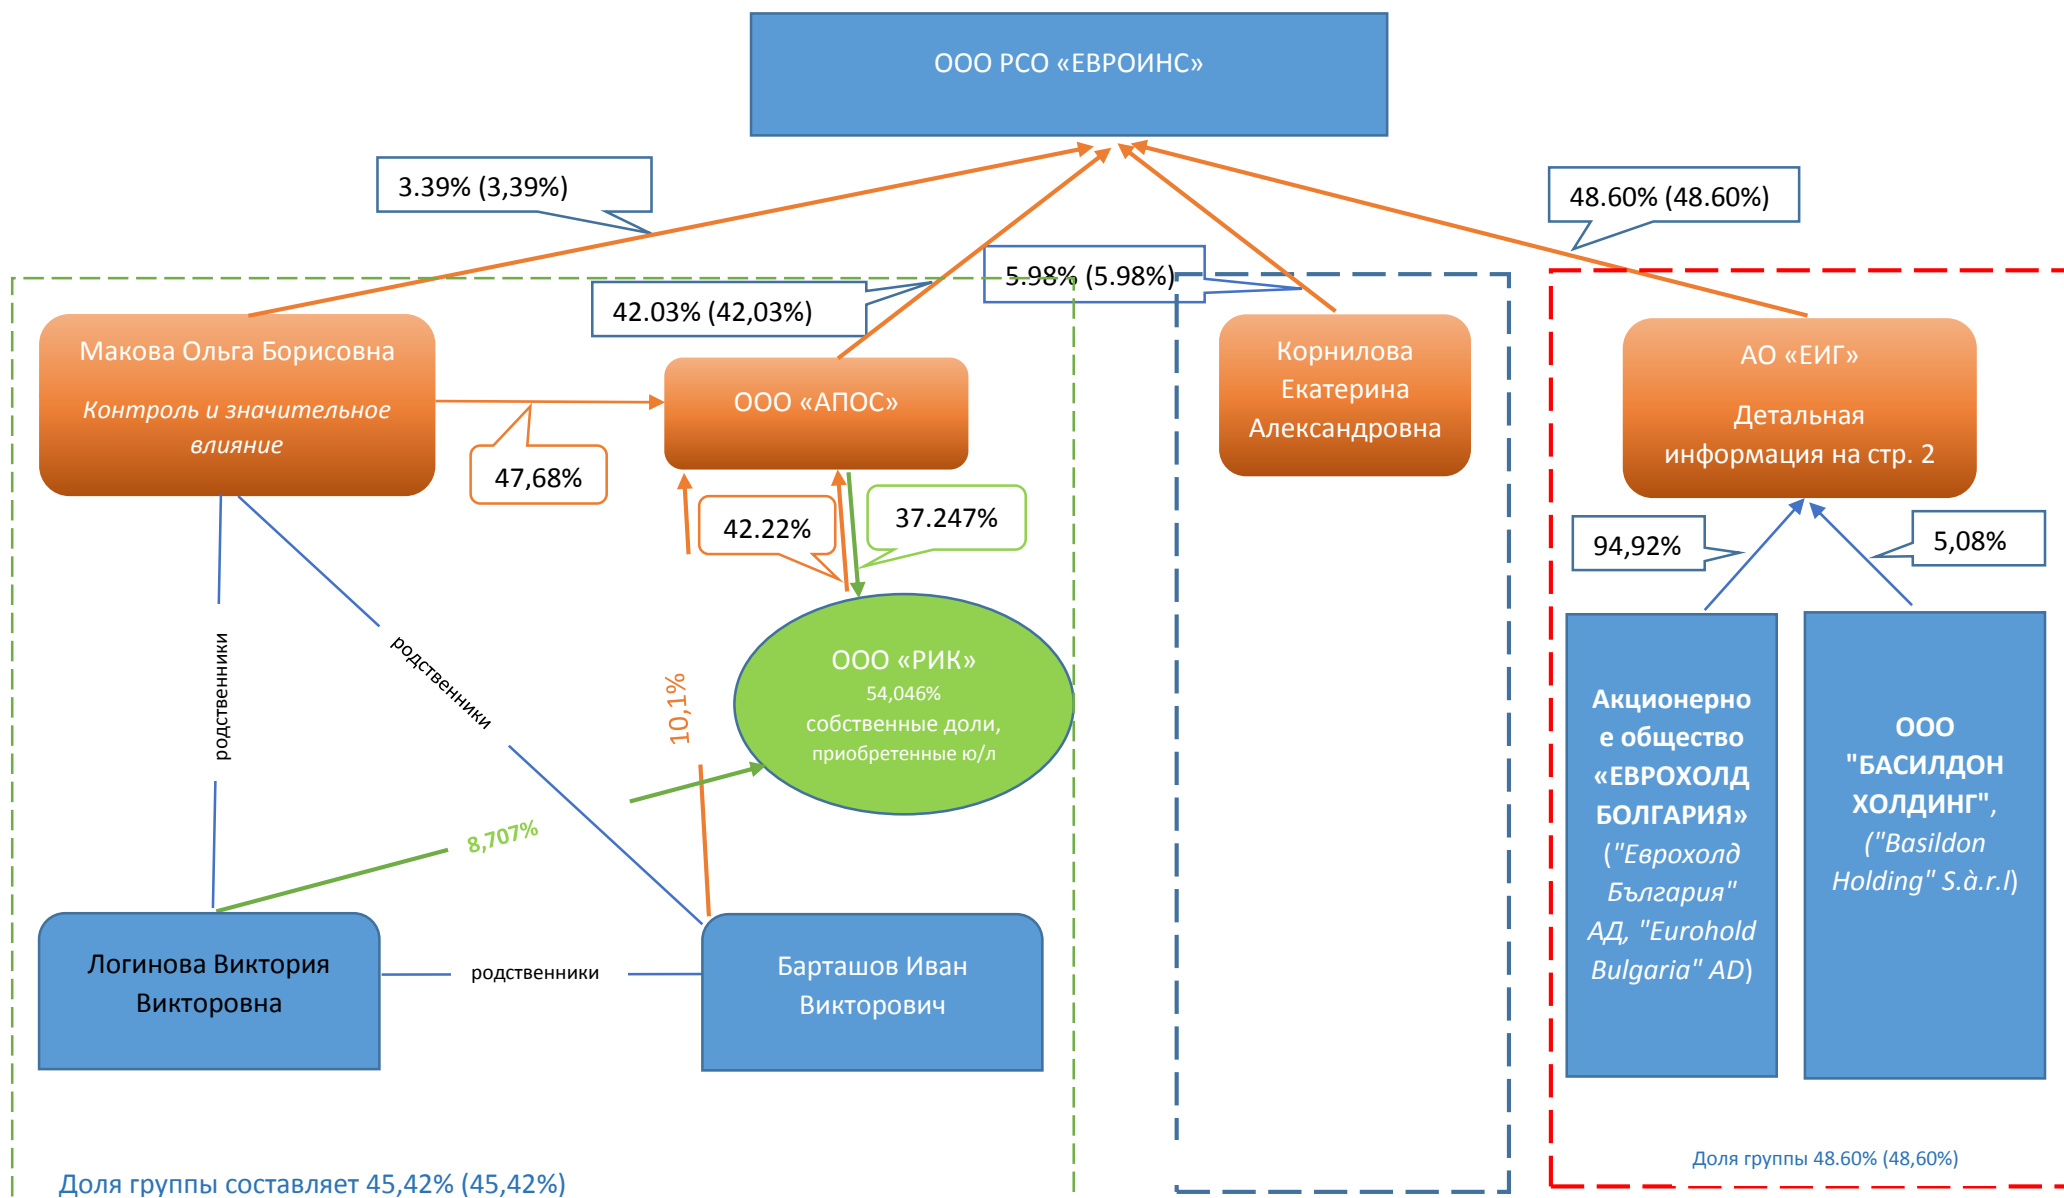 ООО РСО «ЕВРОИНС»
3.39% (3,39%)
48.60% (48.60%)
5.98% (5.98%)
42.03% (42,03%)
Макова Ольга Борисовна
Контроль и значительное
влияние
ООО «АПОС»
Корнилова
Екатерина
Александровна
АО «ЕИГ»
Детальная
информация на стр. 2
47,68%
42.22%
37.247%
94,92%
5,08%
родственники
родственники
10,1%
ООО «РИК»
54,046%
собственные доли,
приобретенные ю/л
8,707%
Акционерно
е общество
«ЕВРОХОЛД
БОЛГАРИЯ»
("Еврохолд
България"
АД, "Eurohold
Bulgaria" AD)
ООО
"БАСИЛДОН
ХОЛДИНГ",
("Basildon
Holding" S.à.r.l)
Логинова Виктория
Викторовна
родственники
Барташов Иван
Викторович
Доля группы составляет 45,42% (45,42%)
Доля группы 48.60% (48,60%)